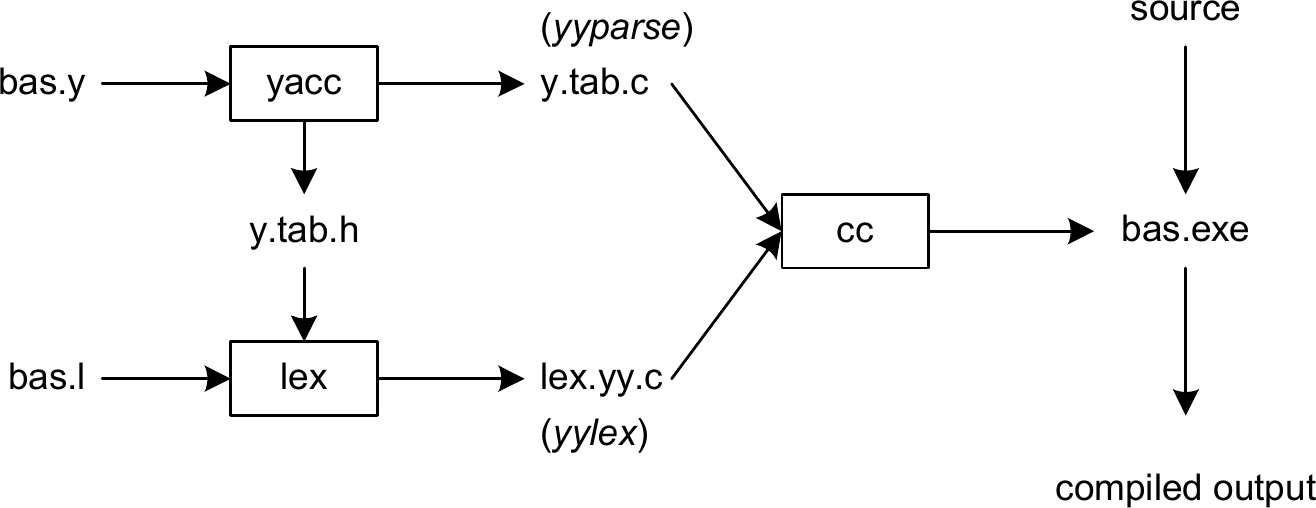 source
(yyparse)
bas.y
yacc
y.tab.c
y.tab.h
cc
bas.exe
bas.l
lex
lex.yy.c
(yylex)
compiled output